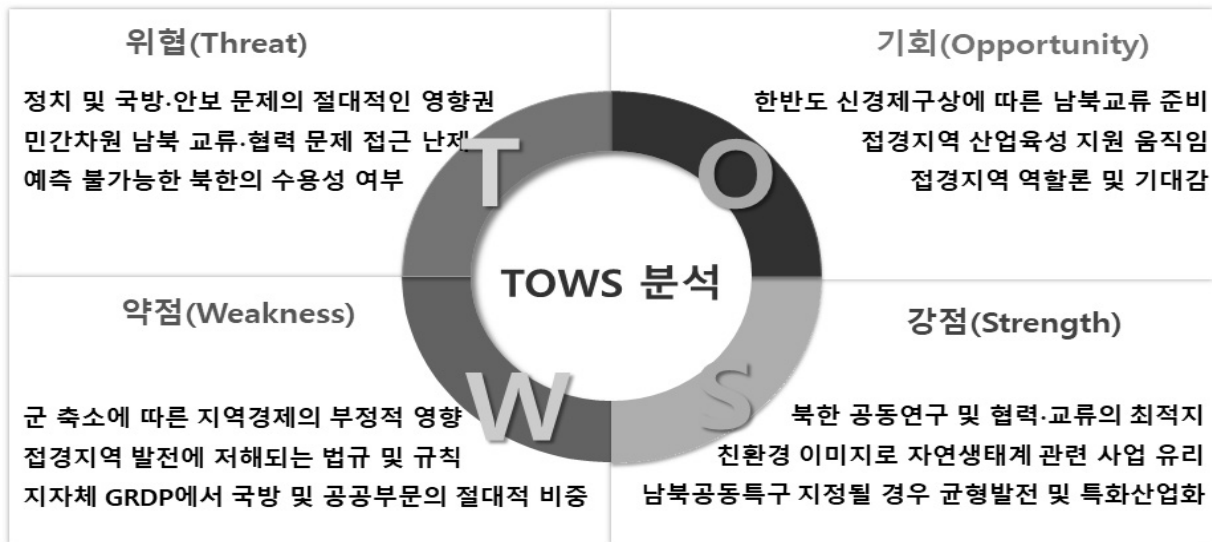 위협(Threat)
정치 및 국방·안보 문제의 절대적인 영향권
민간차원 남북 교류·협력 문제 접근 난제
예측 불가능한 북한의 수용성 여부
기회(Opportunity)
한반도 신경제구상에 따른 남북교류 준비
접경지역 산업육성 지원 움직임
접경지역 역할론 및 기대감
T
O
TOWS 분석
W
S
약점(Weakness)
군 축소에 따른 지역경제의 부정적 영향
접경지역 발전에 저해되는 법규 및 규칙
지자체 GRDP에서 국방 및 공공부문의 절대적 비중
강점(Strength)
북한 공동연구 및 협력·교류의 최적지
친환경 이미지로 자연생태계 관련 사업 유리
남북공동특구 지정될 경우 균형발전 및 특화산업화